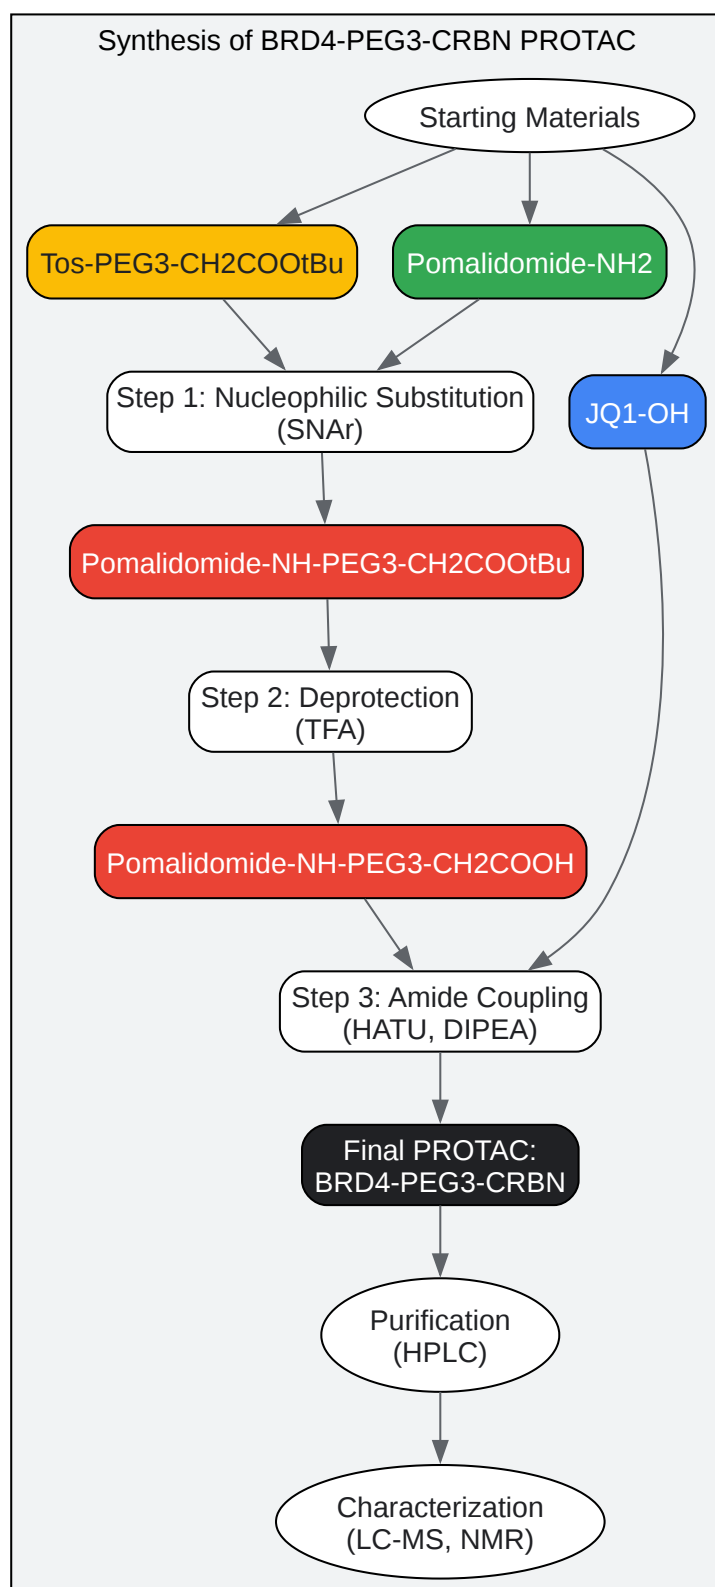 Synthesis of BRD4-PEG3-CRBN PROTAC
Starting Materials
Tos-PEG3-CH2COOtBu
Pomalidomide-NH2
Step 1: Nucleophilic Substitution
(SNAr)
JQ1-OH
Pomalidomide-NH-PEG3-CH2COOtBu
Step 2: Deprotection
(TFA)
Pomalidomide-NH-PEG3-CH2COOH
Step 3: Amide Coupling
(HATU, DIPEA)
Final PROTAC:
BRD4-PEG3-CRBN
Purification
(HPLC)
Characterization
(LC-MS, NMR)